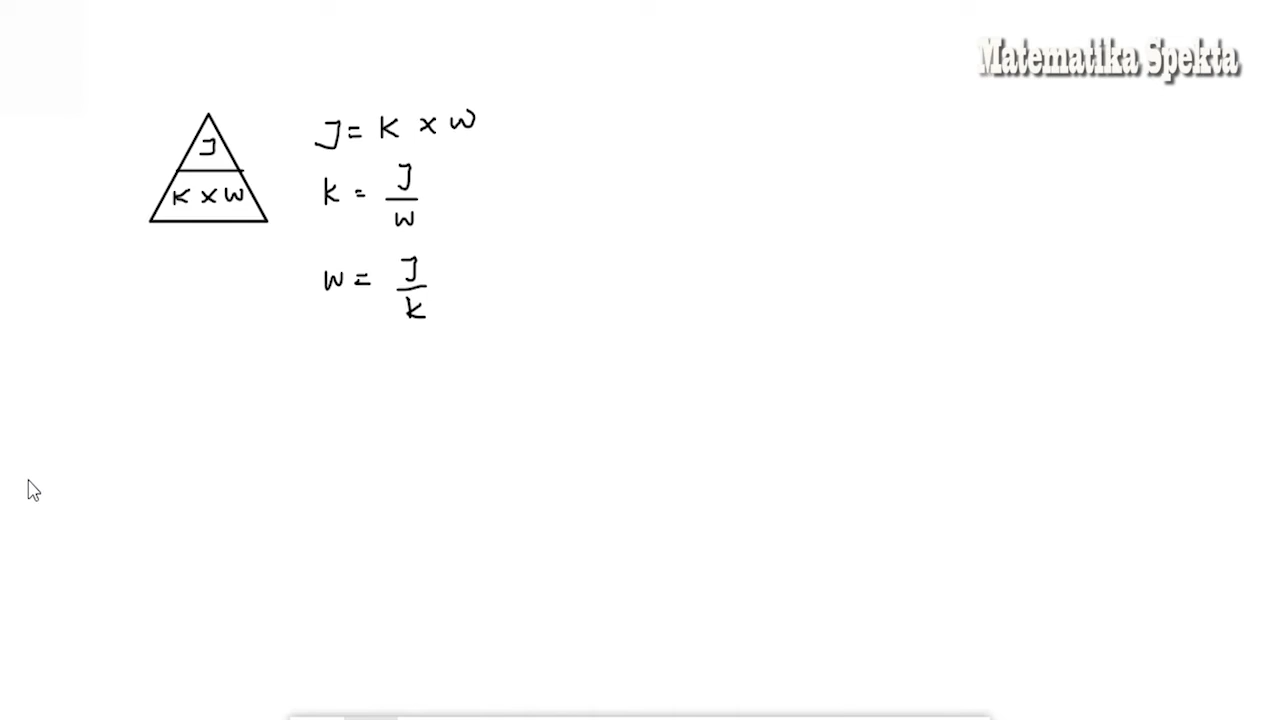 Matematika Spekta
J
K x W
J = K x W
K = J/W
W = J/K